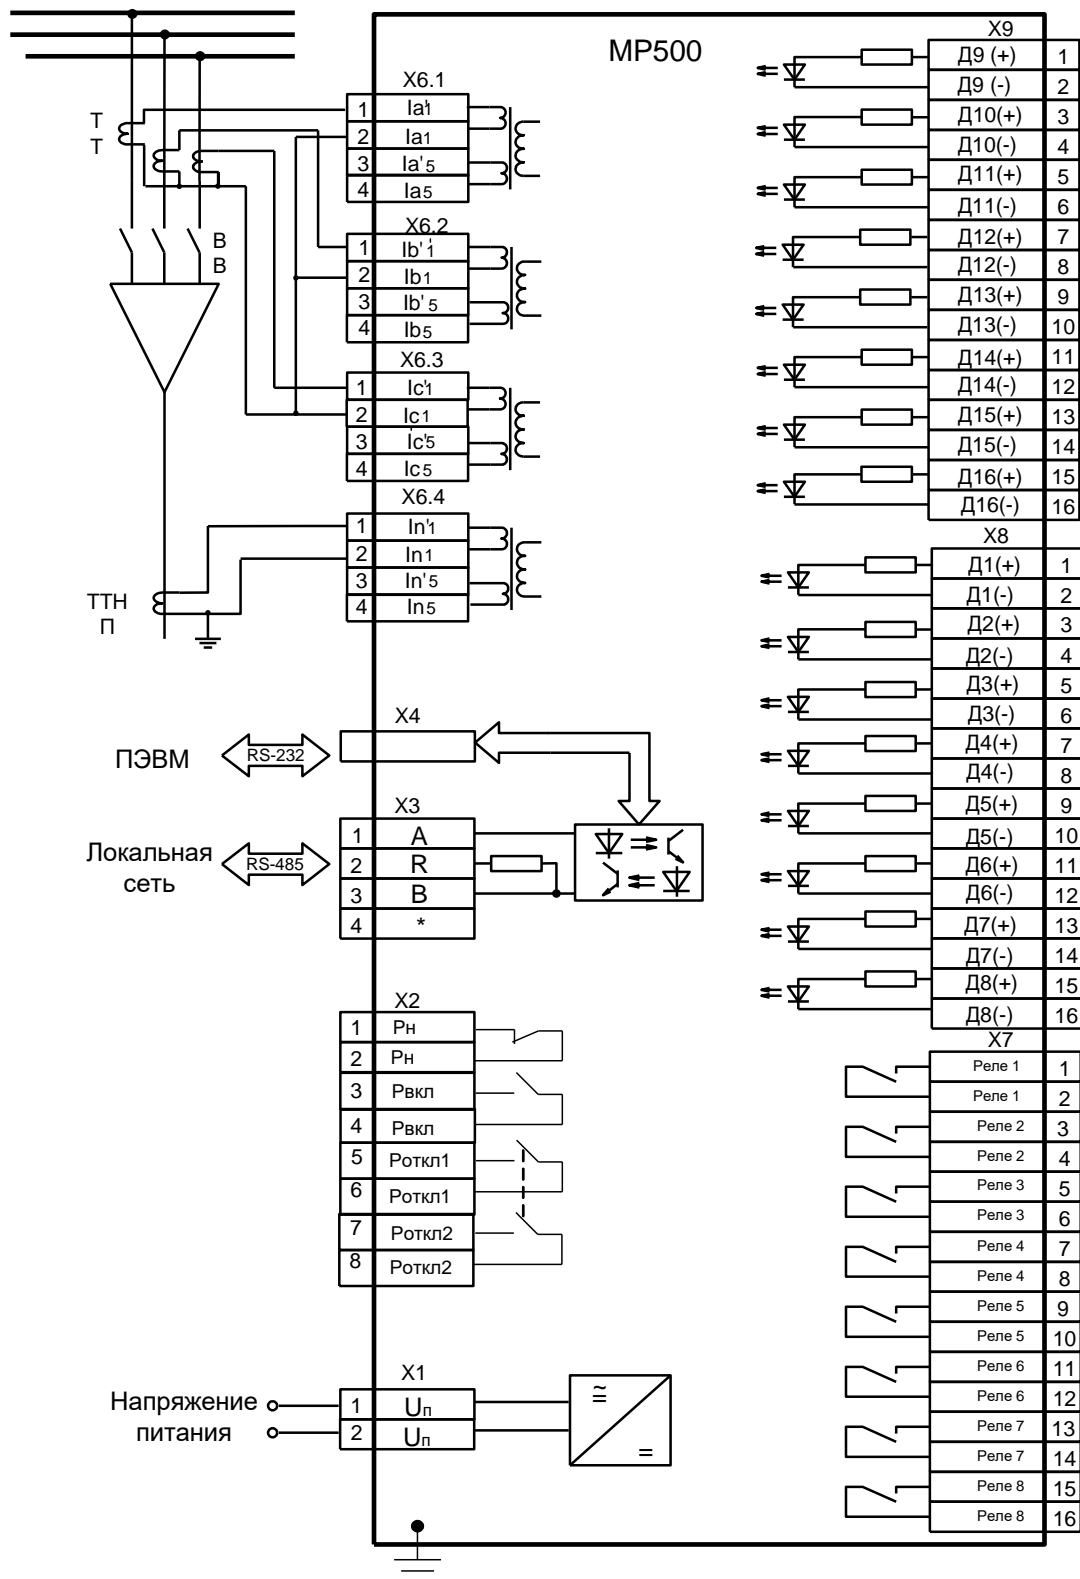 МР500
Т
Т
В
В
ТТН
П
X6.1
1 Ia'1
2 Ia1
3 Ia'5
4 Ia5
X6.2
1 Ib'1
2 Ib1
3 Ib'5
4 Ib5
X6.3
1 Ic'1
2 Ic1
3 Ic'5
4 Ic5
X6.4
1 In'1
2 In1
3 In'5
4 In5
X4
ПЭВМ RS-232
X3
Локальная
сеть
RS-485
1 A
2 R
3 B
4 *
X2
1 Рн
2 Рн
3 Рвкл
4 Рвкл
5 Роткл1
6 Роткл1
7 Роткл2
8 Роткл2
X1
Напряжение
питания
1 Uп
2 Uп
≃
=
X9
Д9 (+) 1
Д9 (-) 2
Д10(+) 3
Д10(-) 4
Д11(+) 5
Д11(-) 6
Д12(+) 7
Д12(-) 8
Д13(+) 9
Д13(-) 10
Д14(+) 11
Д14(-) 12
Д15(+) 13
Д15(-) 14
Д16(+) 15
Д16(-) 16
X8
Д1(+) 1
Д1(-) 2
Д2(+) 3
Д2(-) 4
Д3(+) 5
Д3(-) 6
Д4(+) 7
Д4(-) 8
Д5(+) 9
Д5(-) 10
Д6(+) 11
Д6(-) 12
Д7(+) 13
Д7(-) 14
Д8(+) 15
Д8(-) 16
X7
Реле 1 1
Реле 1 2
Реле 2 3
Реле 2 4
Реле 3 5
Реле 3 6
Реле 4 7
Реле 4 8
Реле 5 9
Реле 5 10
Реле 6 11
Реле 6 12
Реле 7 13
Реле 7 14
Реле 8 15
Реле 8 16